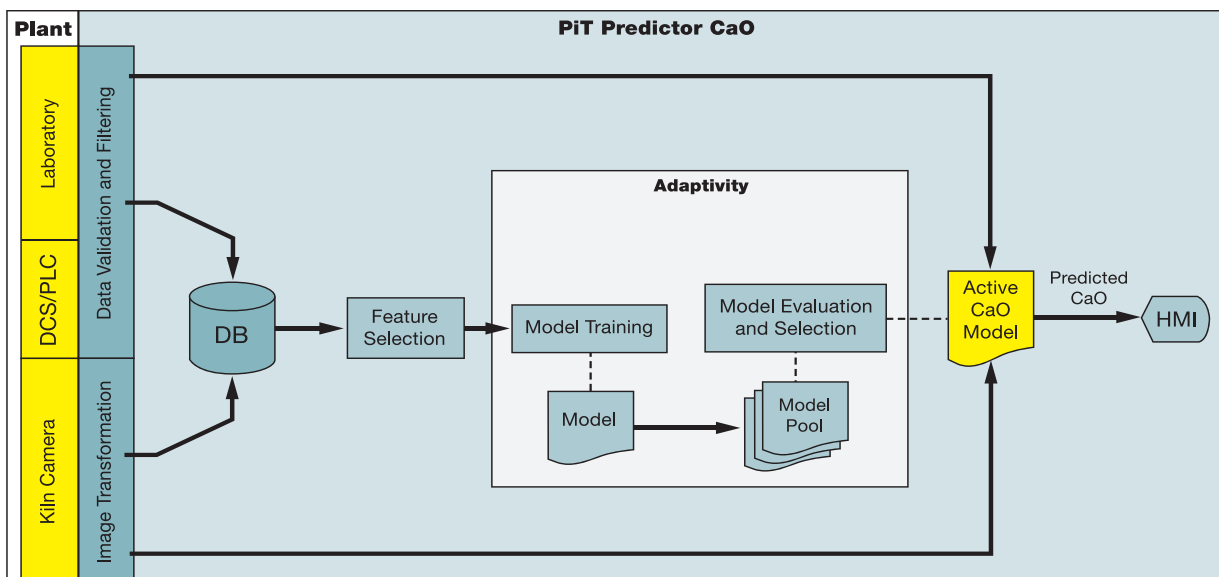 Plant
PiT Predictor CaO
Laboratory
DCS/PLC
Kiln Camera
Data Validation and Filtering
Image Transformation
DB
Feature
Selection
Adaptivity
Model Training
Model
Model Evaluation
and Selection
Model
Pool
Active
CaO
Model
Predicted
CaO
HMI